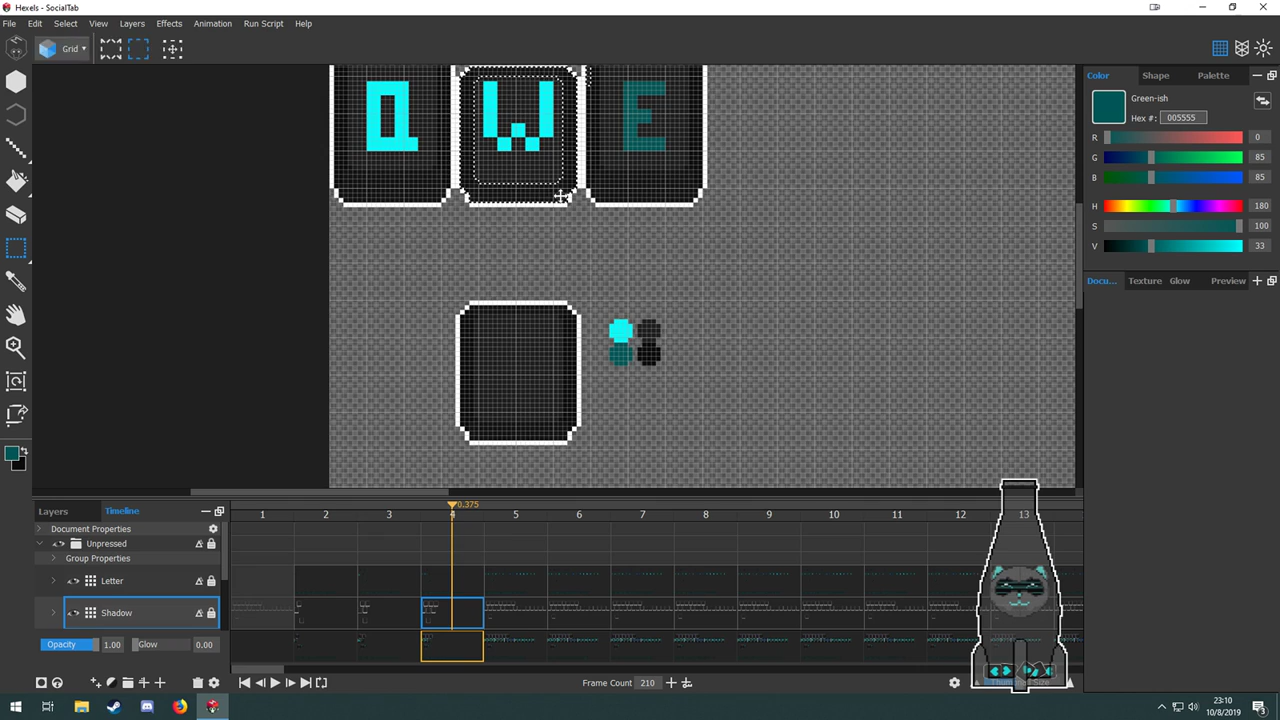 Hexels - SocialTab
File Edit Select View Layers Effects Animation Run Script Help
Grid
Color Shape Palette
Green-ish
Hex #: 005555
R 0
G 85
B 85
H 180
S 100
V 33
Q W E
Docu... Texture Glow Preview
Layers Timeline
0,375
1 2 3 4 5 6 7 8 9 10 11 12 13
Document Properties
Unpressed
Group Properties
Letter
Shadow
Opacity 1.00 Glow 0.00
Frame Count 210
23:10
10/8/2019
3